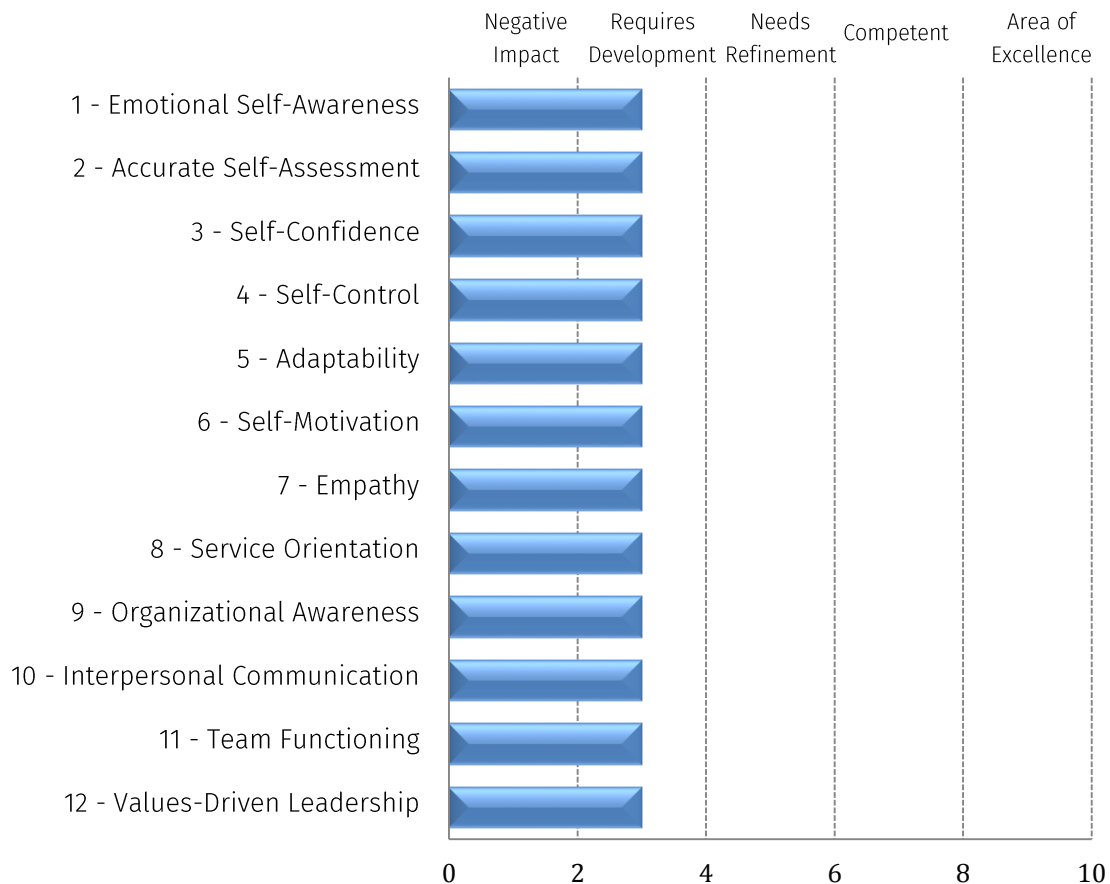 Negative
Impact
Requires
Development
Needs
Refinement
Competent
Area of
Excellence
1 - Emotional Self-Awareness
2 - Accurate Self-Assessment
3 - Self-Confidence
4 - Self-Control
5 - Adaptability
6 - Self-Motivation
7 - Empathy
8 - Service Orientation
9 - Organizational Awareness
10 - Interpersonal Communication
11 - Team Functioning
12 - Values-Driven Leadership
0 2 4 6 8 10